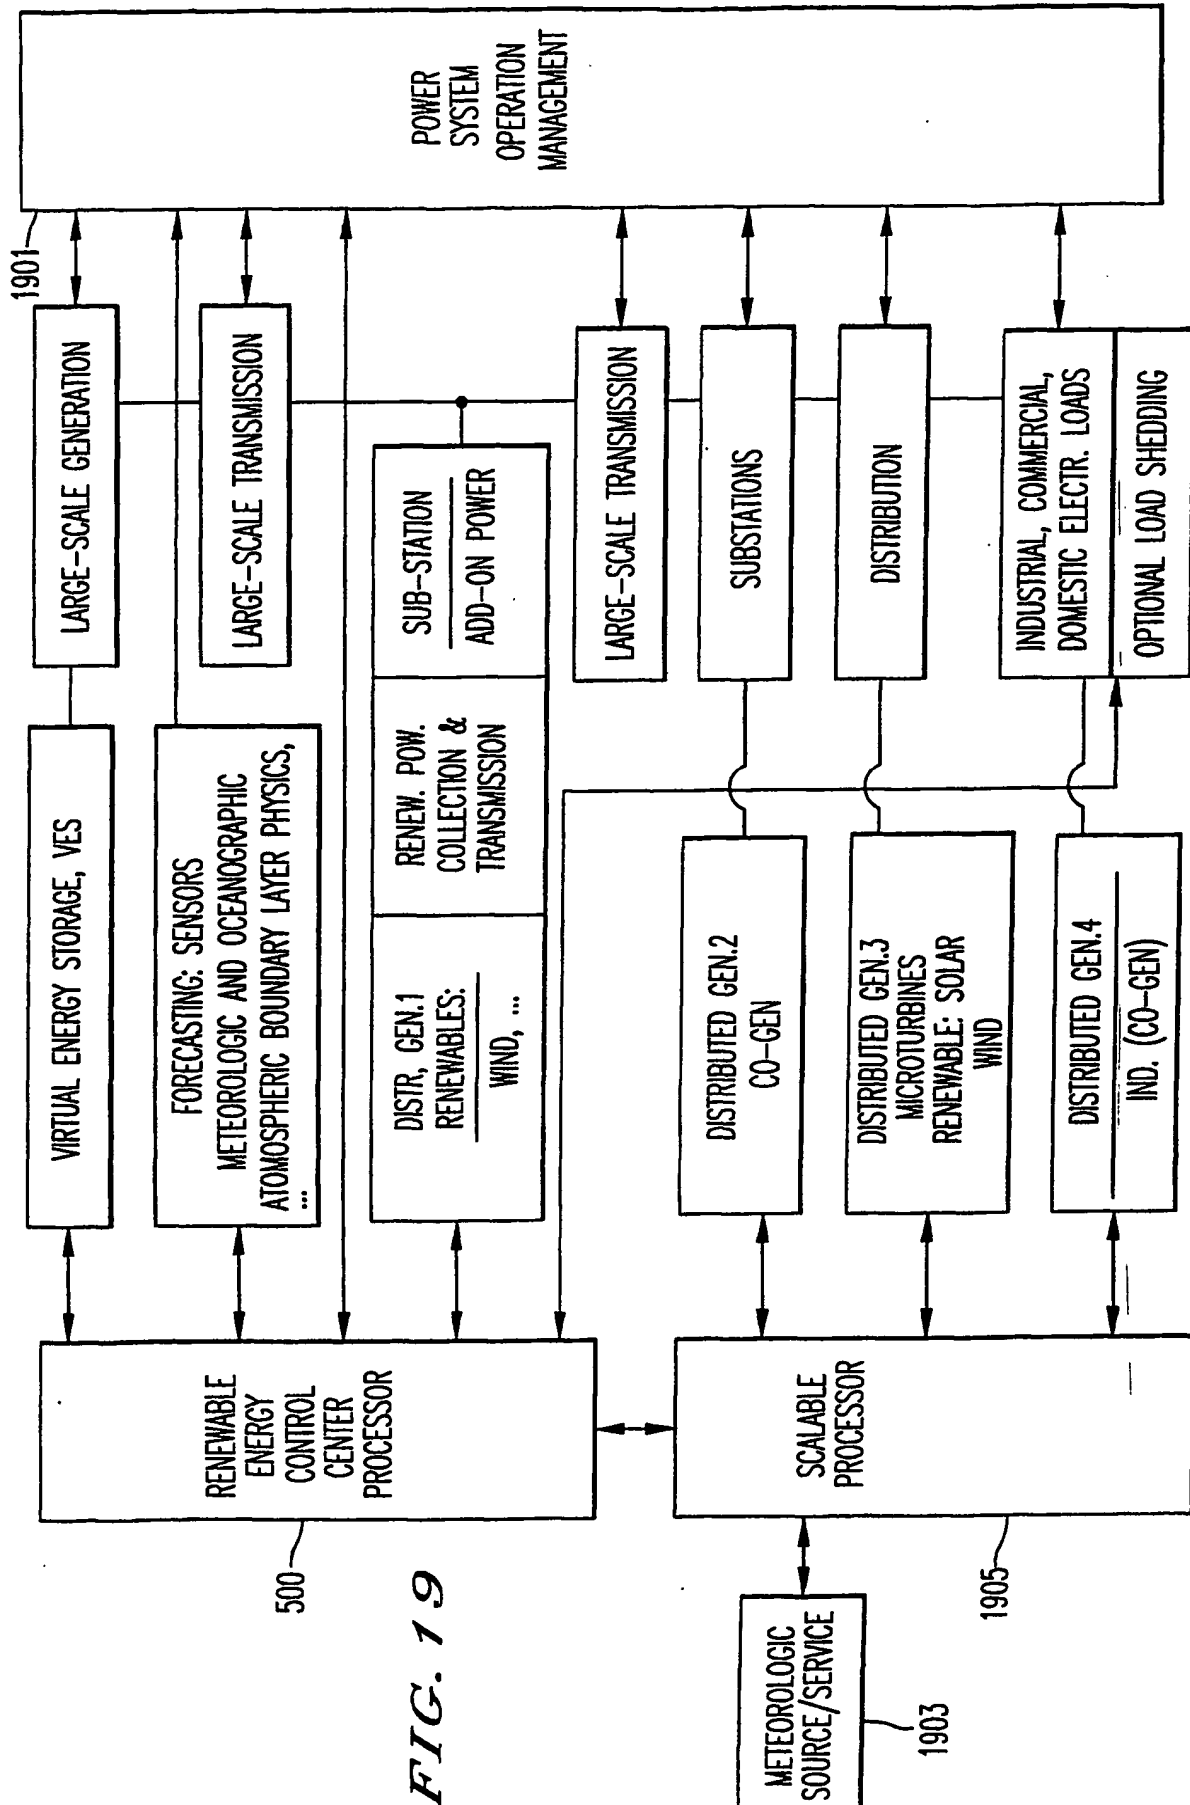 1901
POWER
SYSTEM
OPERATION
MANAGEMENT
LARGE-SCALE GENERATION
LARGE-SCALE TRANSMISSION
SUB-STATION
ADD-ON POWER
LARGE-SCALE TRANSMISSION
SUBSTATIONS
DISTRIBUTION
INDUSTRIAL, COMMERCIAL,
DOMESTIC ELECTR. LOADS
OPTIONAL LOAD SHEDDING
VIRTUAL ENERGY STORAGE, VES
FORECASTING: SENSORS
METEOROLOGIC AND OCEANOGRAPHIC
ATOMOSPHERIC BOUNDARY LAYER PHYSICS,
...
RENEW. POW.
COLLECTION &
TRANSMISSION
DISTR, GEN.1
RENEWABLES:
WIND, ...
DISTRIBUTED GEN.2
CO-GEN
DISTRIBUTED GEN.3
MICROTURBINES
RENEWABLE: SOLAR
WIND
DISTRIBUTED GEN.4
IND. (CO-GEN)
RENEWABLE
ENERGY
CONTROL
CENTER
PROCESSOR
500
SCALABLE
PROCESSOR
1905
METEOROLOGIC
SOURCE/SERVICE
1903
FIG. 19